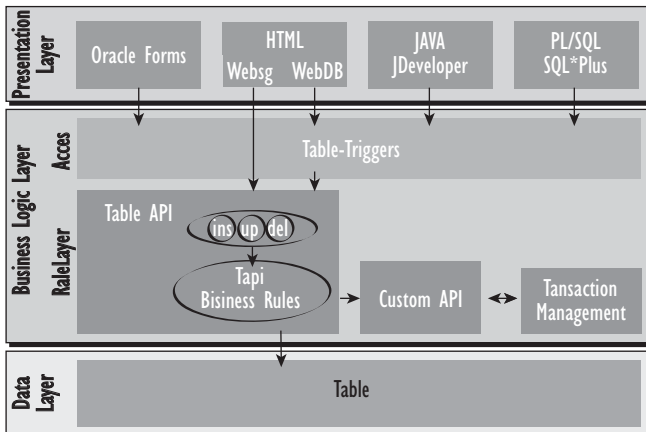 Presentation
Layer
Oracle Forms
HTML
Websg WebDB
JAVA
JDeveloper
PL/SQL
SQL*Plus
Business Logic Layer
Acces
Table-Triggers
RaleLayer
Table API
ins up del
Tapi
Bisiness Rules
Custom API
Tansaction
Management
Data
Layer
Table